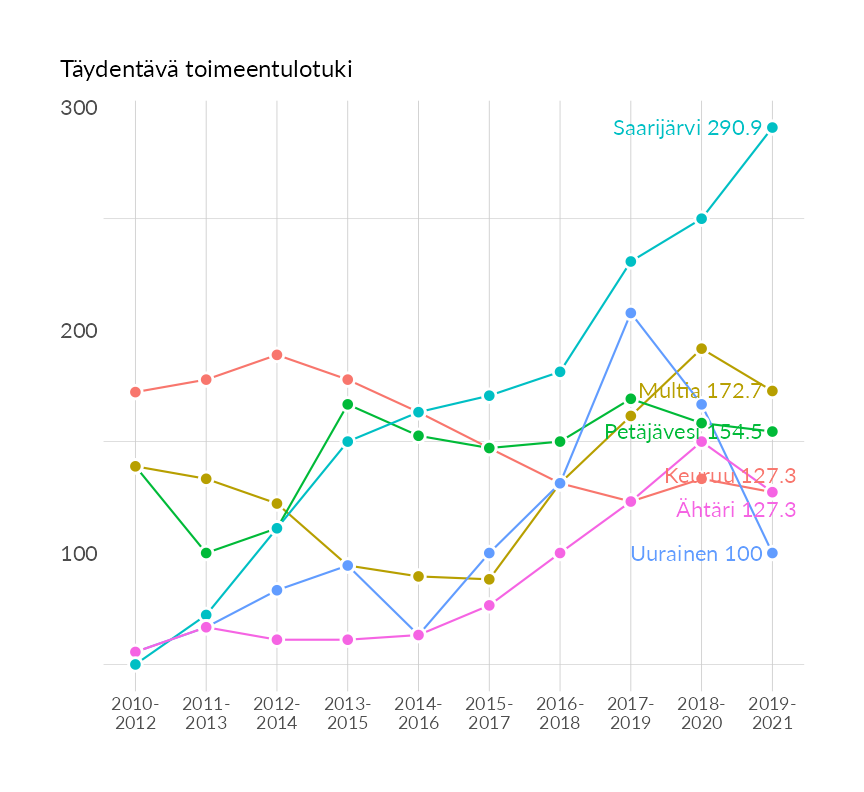 Täydentävä toimeentulotuki
300
Saarijärvi 290.9
200
Multia 172.7
Petäjävesi 154.5
Keuruu 127.3
Ähtäri 127.3
100
Uurainen 100
2010- 2011- 2012- 2013- 2014- 2015- 2016- 2017- 2018- 2019-
2012 2013 2014 2015 2016 2017 2018 2019 2020 2021